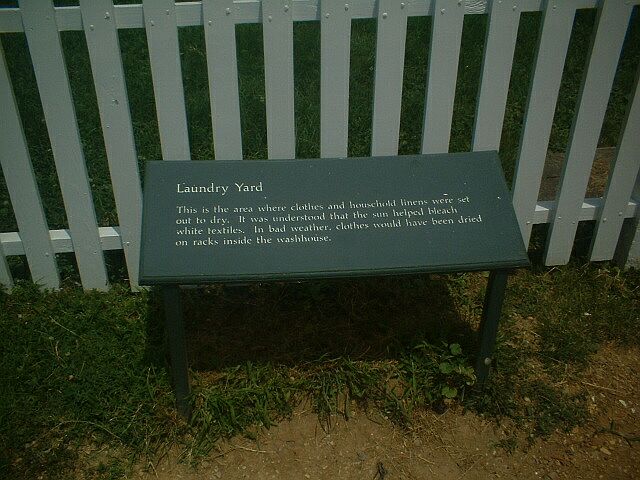 Laundry Yard
This is the area where clothes and household linens were set
out to dry. It was understood that the sun helped bleach
white textiles. In bad weather, clothes would have been dried
on racks inside the washhouse.